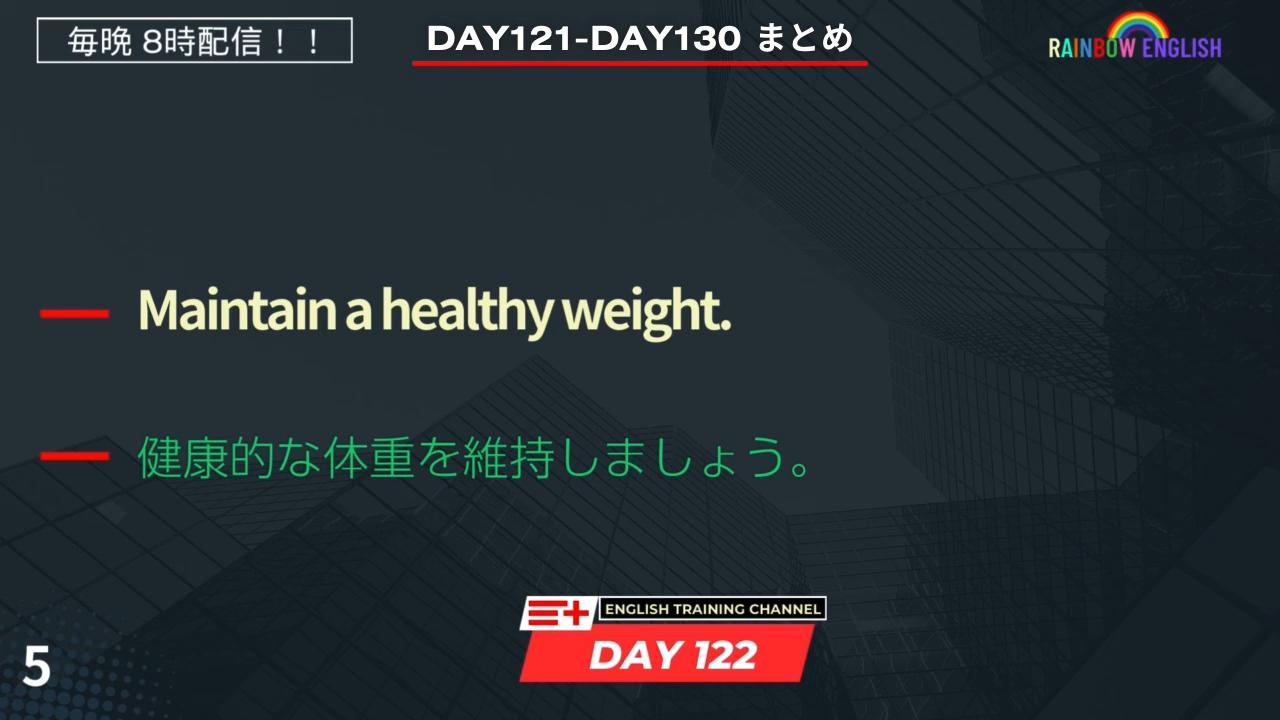 毎晩 8時配信！！
DAY121-DAY130 まとめ
RAINBOW ENGLISH
Maintain a healthy weight.
健康的な体重を維持しましょう。
ENGLISH TRAINING CHANNEL
DAY 122
5